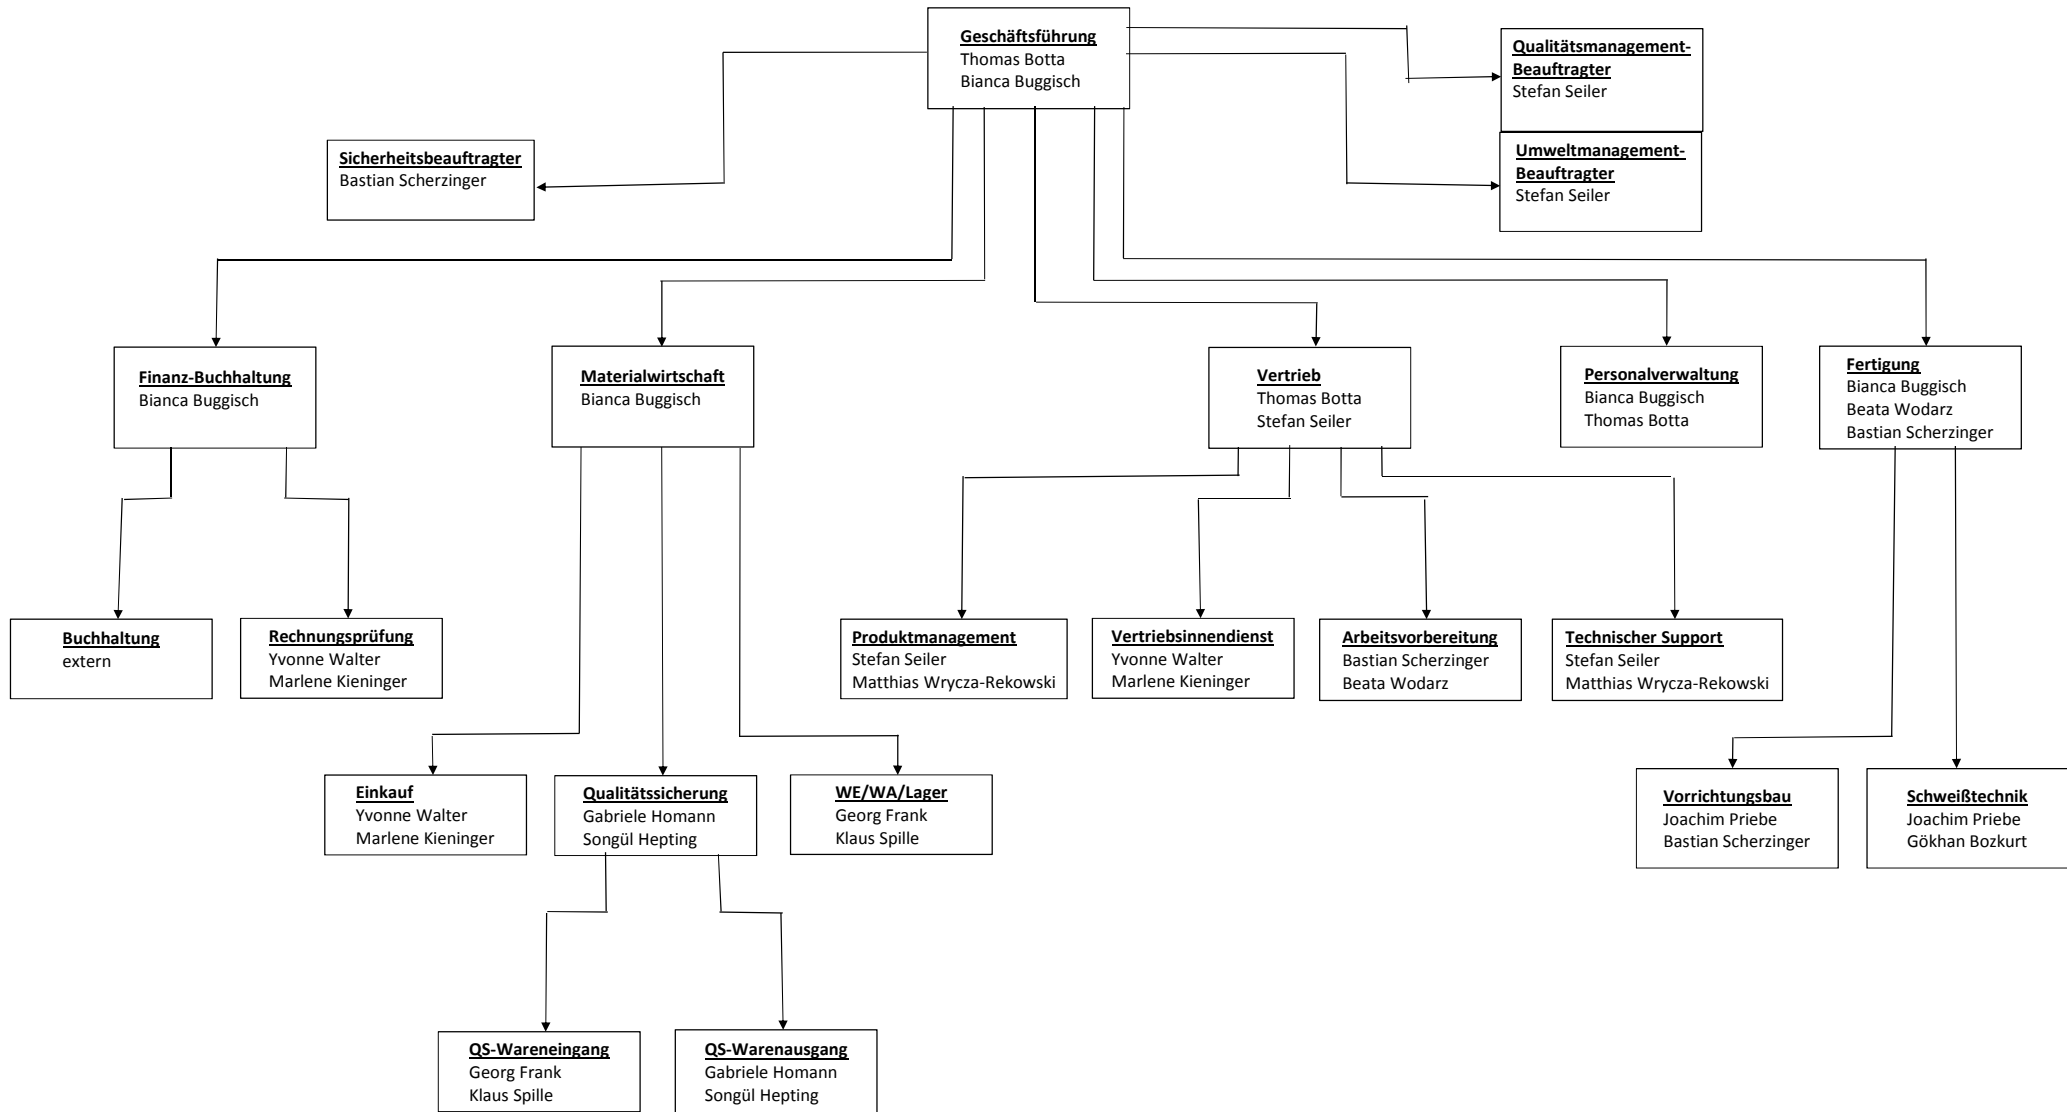 Geschäftsführung
Thomas Botta
Bianca Buggisch
Qualitätsmanagement-
Beauftragter
Stefan Seiler
Umweltmanagement-
Beauftragter
Stefan Seiler
Sicherheitsbeauftragter
Bastian Scherzinger
Finanz-Buchhaltung
Bianca Buggisch
Materialwirtschaft
Bianca Buggisch
Vertrieb
Thomas Botta
Stefan Seiler
Personalverwaltung
Bianca Buggisch
Thomas Botta
Fertigung
Bianca Buggisch
Beata Wodarz
Bastian Scherzinger
Buchhaltung
extern
Rechnungsprüfung
Yvonne Walter
Marlene Kieninger
Produktmanagement
Stefan Seiler
Matthias Wrycza-Rekowski
Vertriebsinnendienst
Yvonne Walter
Marlene Kieninger
Arbeitsvorbereitung
Bastian Scherzinger
Beata Wodarz
Technischer Support
Stefan Seiler
Matthias Wrycza-Rekowski
Einkauf
Yvonne Walter
Marlene Kieninger
Qualitätssicherung
Gabriele Homann
Songül Hepting
WE/WA/Lager
Georg Frank
Klaus Spille
Vorrichtungsbau
Joachim Priebe
Bastian Scherzinger
Schweißtechnik
Joachim Priebe
Gökhan Bozkurt
QS-Wareneingang
Georg Frank
Klaus Spille
QS-Warenausgang
Gabriele Homann
Songül Hepting